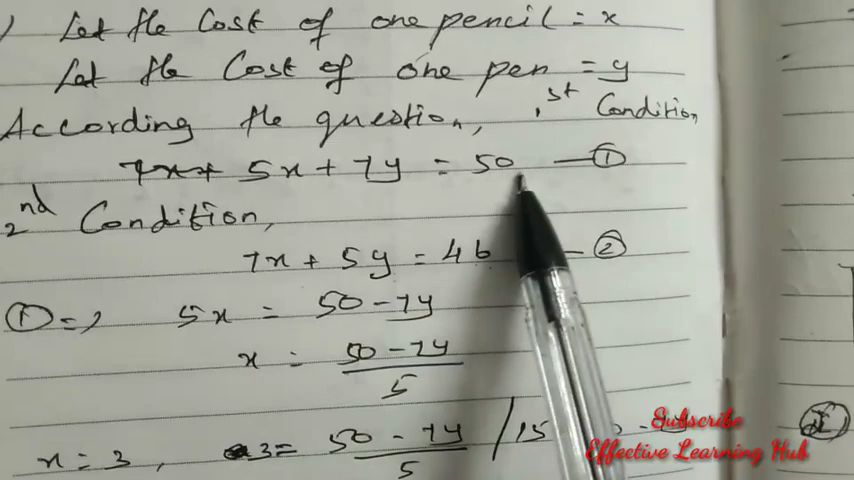 ) Let the Cost of one pencil = x
Let the Cost of one pen = y
According the question, 1st Condition
7x+ 5x + 7y = 50 — ①
2nd Condition,
7x + 5y = 46 — ②
① => 5x = 50 - 7y
x = 50 - 7y / 5
x = 3, 3 = 50 - 7y / 5 / 15
Subscribe
Effective Learning Hub